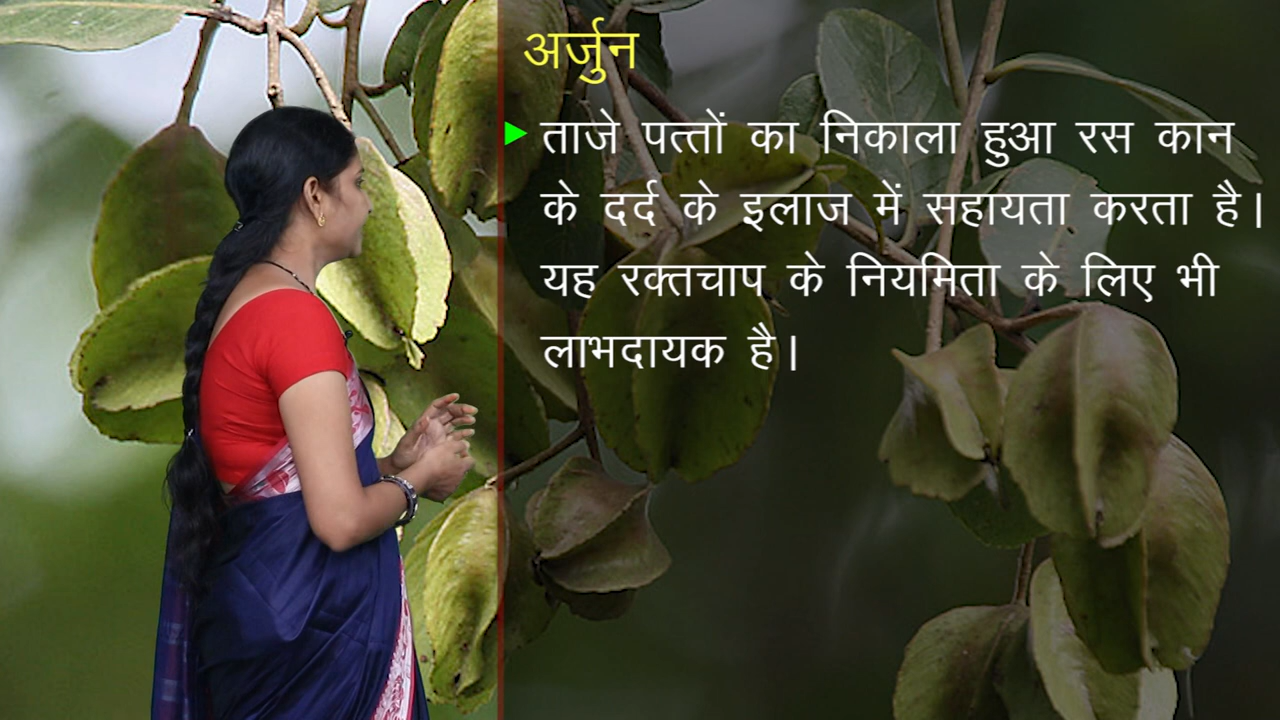 अर्जुन
ताजे पत्तों का निकाला हुआ रस कान
के दर्द के इलाज में सहायता करता है।
यह रक्तचाप के नियमिता के लिए भी
लाभदायक है।